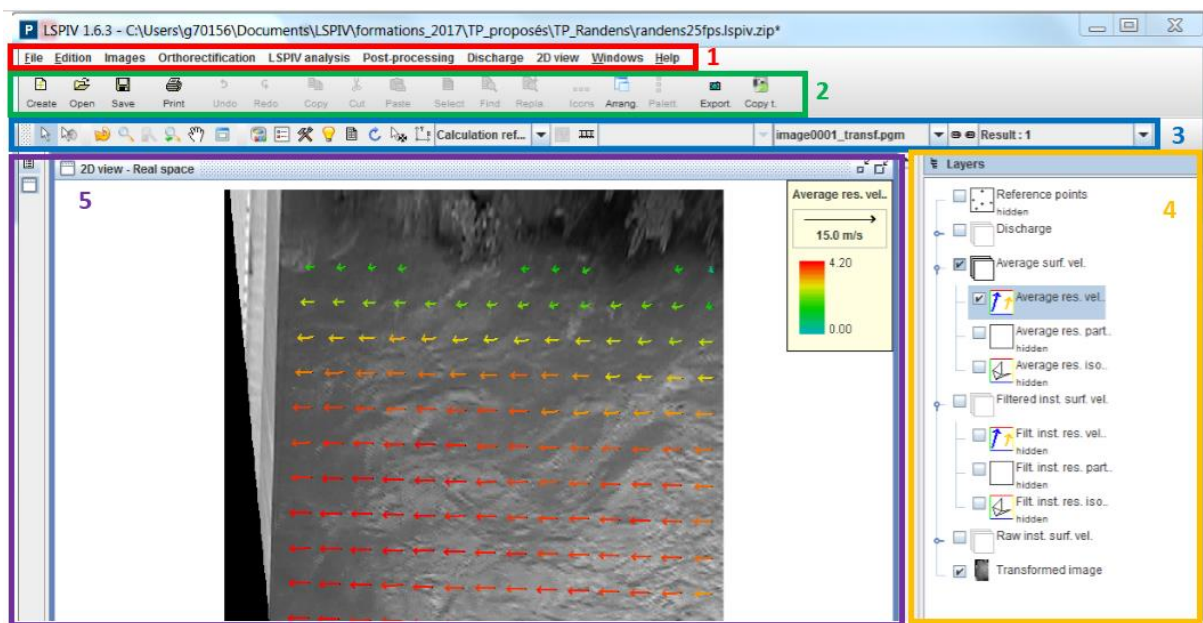 LSPIV 1.6.3 - C:\Users\g70156\Documents\LSPIV\formations_2017\TP_proposés\TP_Randens\randens25fps.lspiv.zip*
File Edition Images Orthorectification LSPIV analysis Post-processing Discharge 2D view Windows Help 1
Create Open Save Print Undo Redo Copy Cut Paste Select Find Repla. Icons Arrang. Palett. Export Copy t. 2
Calculation ref... image0001_transf.pgm Result : 1 3
2D view - Real space
5
Average res. vel..
15.0 m/s
4.20
0.00
Layers
4
Reference points
hidden
Discharge
Average surf. vel.
Average res. vel..
Average res. part..
hidden
Average res. iso...
hidden
Filtered inst. surf. vel.
Filt. inst. res. vel..
hidden
Filt. inst. res. part..
hidden
Filt. inst. res. iso...
hidden
Raw inst. surf. vel.
Transformed image